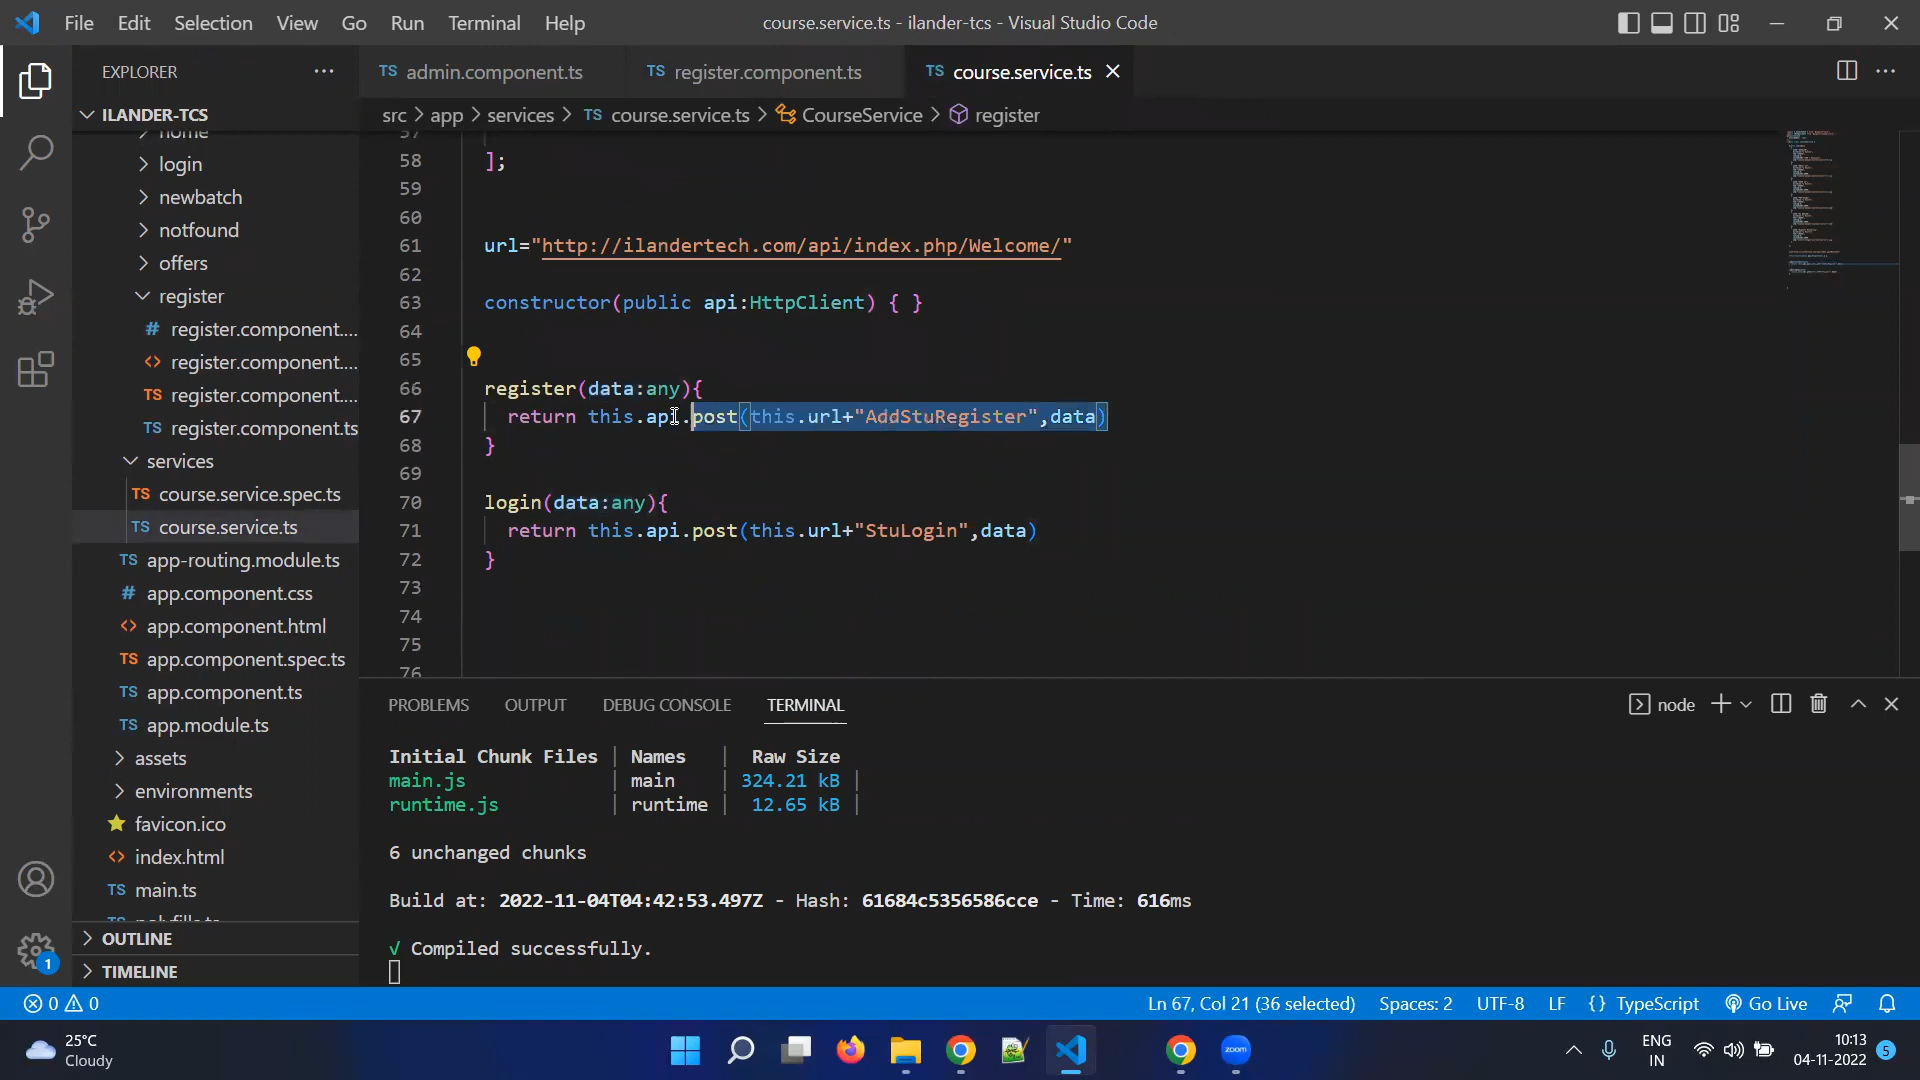 File Edit Selection View Go Run Terminal Help
course.service.ts - ilander-tcs - Visual Studio Code
EXPLORER
TS admin.component.ts
TS register.component.ts
TS course.service.ts
src > app > services > TS course.service.ts > CourseService > register
ILANDER-TCS
home
login
newbatch
notfound
offers
register
# register.component....
<> register.component....
TS register.component....
TS register.component.ts
services
TS course.service.spec.ts
TS course.service.ts
TS app-routing.module.ts
# app.component.css
<> app.component.html
TS app.component.spec.ts
TS app.component.ts
TS app.module.ts
assets
environments
favicon.ico
<> index.html
TS main.ts
TS polyfills.ts
OUTLINE
TIMELINE
57
58 ];
59
60
61 url="http://ilandertech.com/api/index.php/Welcome/"
62
63 constructor(public api:HttpClient) { }
64
65
66 register(data:any){
67 return this.api.post(this.url+"AddStuRegister",data)
68 }
69
70 login(data:any){
71 return this.api.post(this.url+"StuLogin",data)
72 }
73
74
75
76
PROBLEMS OUTPUT DEBUG CONSOLE TERMINAL
node
Initial Chunk Files | Names | Raw Size
main.js | main | 324.21 kB |
runtime.js | runtime | 12.65 kB |
6 unchanged chunks
Build at: 2022-11-04T04:42:53.497Z - Hash: 61684c5356586cce - Time: 616ms
√ Compiled successfully.
1
0 0
Ln 67, Col 21 (36 selected) Spaces: 2 UTF-8 LF {} TypeScript Go Live
25°C
Cloudy
zoom
ENG
IN
10:13
04-11-2022
5